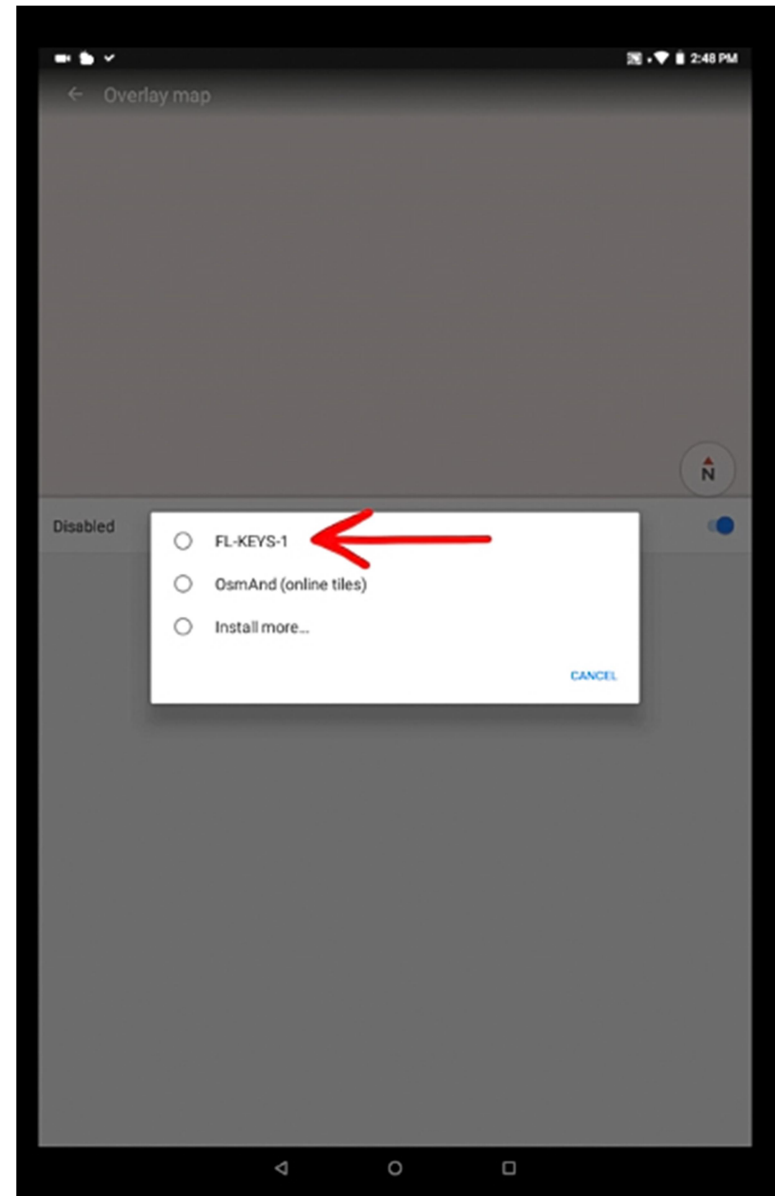 2:48 PM
Overlay map
N
Disabled
FL-KEYS-1
OsmAnd (online tiles)
Install more...
CANCEL